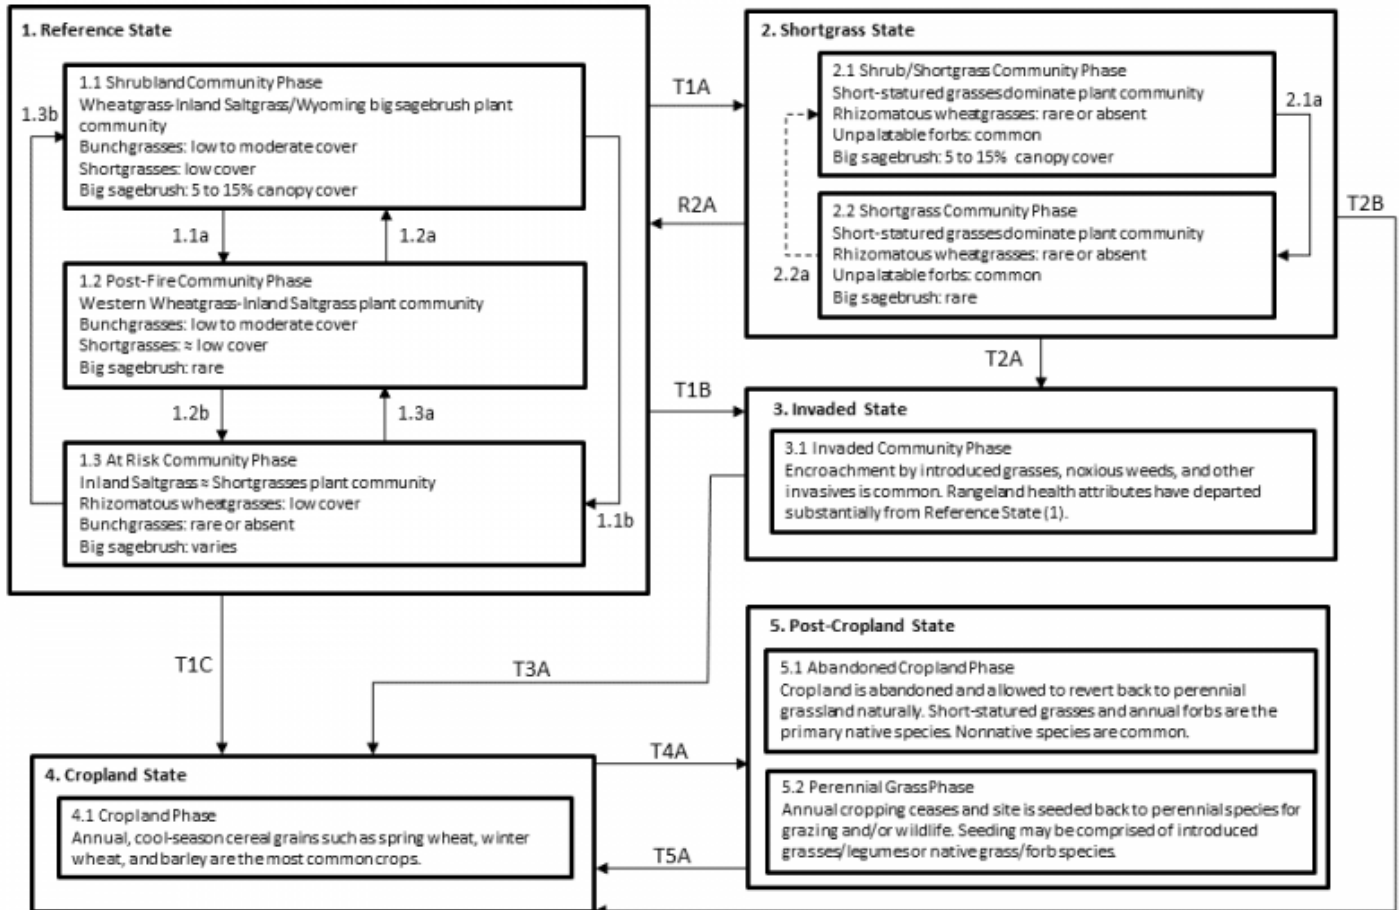 1. Reference State
1.1 Shrubland Community Phase
Wheatgrass-Inland Saltgrass/Wyoming big sagebrush plant
community
Bunchgrasses: low to moderate cover
Shortgrasses: low cover
Big sagebrush: 5 to 15% canopy cover
1.3b
1.1a
1.2a
1.2 Post-Fire Community Phase
Western Wheatgrass-Inland Saltgrass plant community
Bunchgrasses: low to moderate cover
Shortgrasses: ≈ low cover
Big sagebrush: rare
1.2b
1.3a
1.3 At Risk Community Phase
Inland Saltgrass ≈ Shortgrasses plant community
Rhizomatous wheatgrasses: low cover
Bunchgrasses: rare or absent
Big sagebrush: varies
1.1b
T1A
R2A
T1B
2. Shortgrass State
2.1 Shrub/Shortgrass Community Phase
Short-statured grasses dominate plant community
Rhizomatous wheatgrasses: rare or absent
Unpalatable forbs: common
Big sagebrush: 5 to 15% canopy cover
2.1a
2.2 Shortgrass Community Phase
Short-statured grasses dominate plant community
Rhizomatous wheatgrasses: rare or absent
Unpalatable forbs: common
Big sagebrush: rare
2.2a
T2B
T2A
3. Invaded State
3.1 Invaded Community Phase
Encroachment by introduced grasses, noxious weeds, and other
invasives is common. Rangeland health attributes have departed
substantially from Reference State (1).
T1C
T3A
4. Cropland State
4.1 Cropland Phase
Annual, cool-season cereal grains such as spring wheat, winter
wheat, and barley are the most common crops.
T4A
T5A
5. Post-Cropland State
5.1 Abandoned Cropland Phase
Cropland is abandoned and allowed to revert back to perennial
grassland naturally. Short-statured grasses and annual forbs are the
primary native species. Nonnative species are common.
5.2 Perennial Grass Phase
Annual cropping ceases and site is seeded back to perennial species for
grazing and/or wildlife. Seeding may be comprised of introduced
grasses/legumes or native grass/forb species.